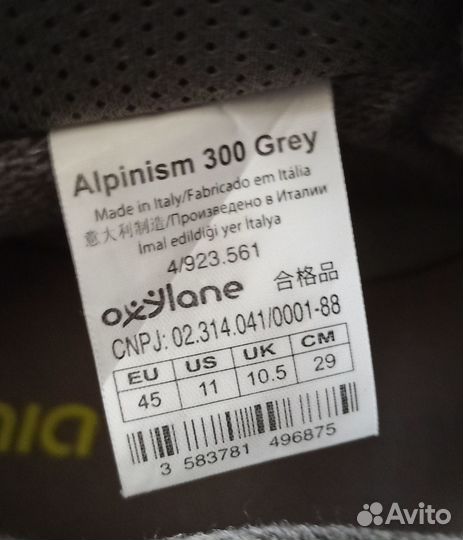 Alpinism 300 Grey
Made in Italy/Fabricado em Itália
意大利制造/Произведено в Италии
Imal edildiği yer Italya
4/923.561
oxylane 合格品
CNPJ: 02.314.041/0001-88
EU US UK CM
45 11 10.5 29
3 583781 496875
Avito